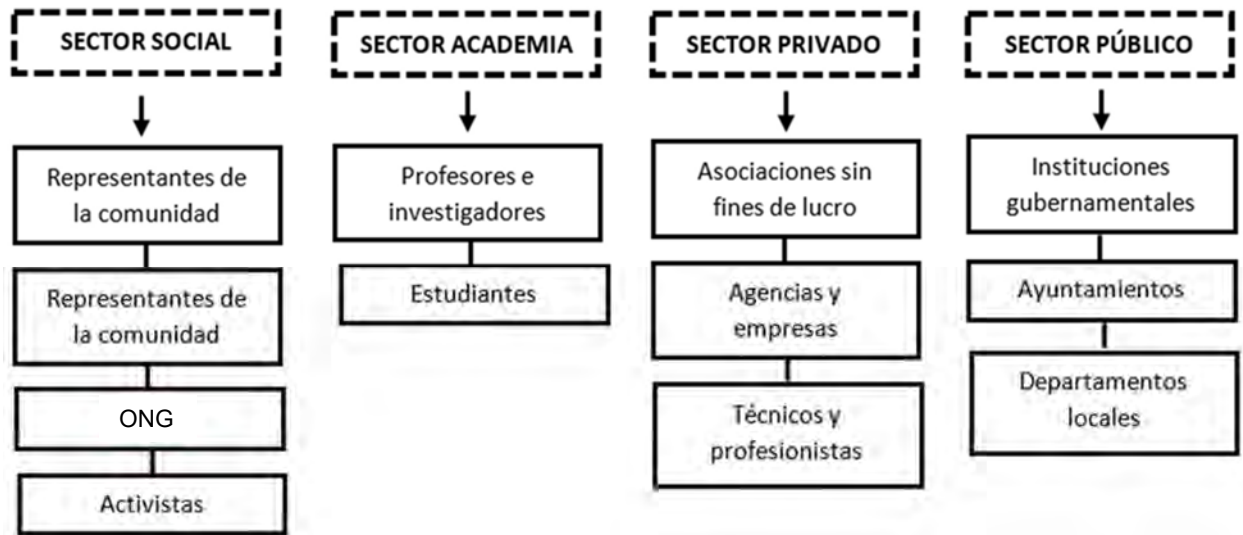 SECTOR SOCIAL
Representantes de
la comunidad
Representantes de
la comunidad
ONG
Activistas
SECTOR ACADEMIA
Profesores e
investigadores
Estudiantes
SECTOR PRIVADO
Asociaciones sin
fines de lucro
Agencias y
empresas
Técnicos y
profesionistas
SECTOR PÚBLICO
Instituciones
gubernamentales
Ayuntamientos
Departamentos
locales